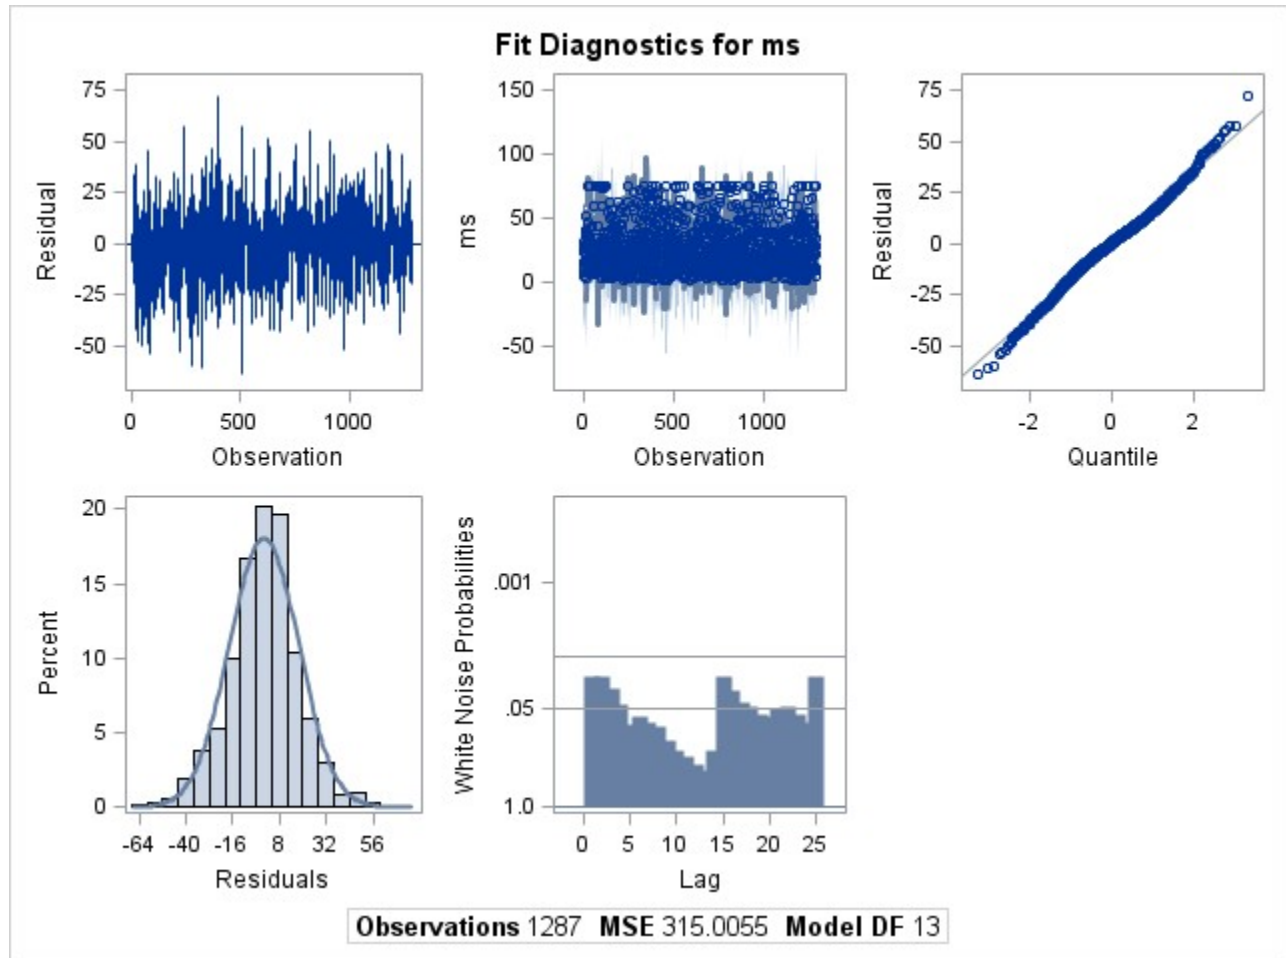 Fit Diagnostics for ms
75
50
25
0
-25
-50
Residual
0 500 1000
Observation
150
100
50
0
-50
ms
0 500 1000
Observation
75
50
25
0
-25
-50
Residual
-2 0 2
Quantile
20
15
10
5
0
Percent
-64 -40 -16 8 32 56
Residuals
.001
.05
1.0
White Noise Probabilities
0 5 10 15 20 25
Lag
Observations 1287 MSE 315.0055 Model DF 13